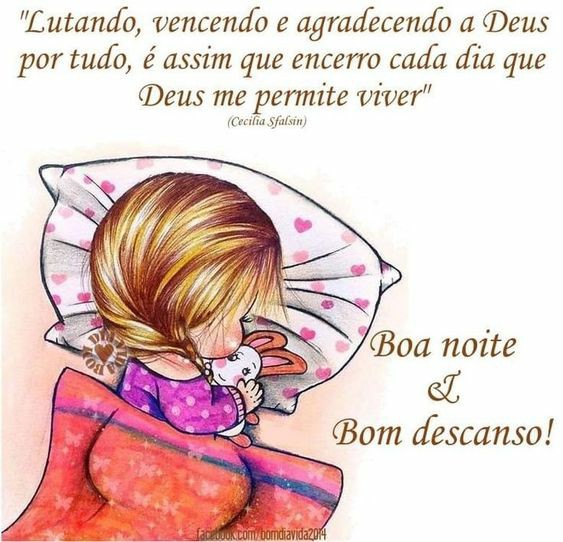 "Lutando, vencendo e agradecendo a Deus
por tudo, é assim que encerro cada dia que
Deus me permite viver"
(Cecilia Sfalsin)
Boa noite
&
Bom descanso!
facebook.com/bomdiavida2014